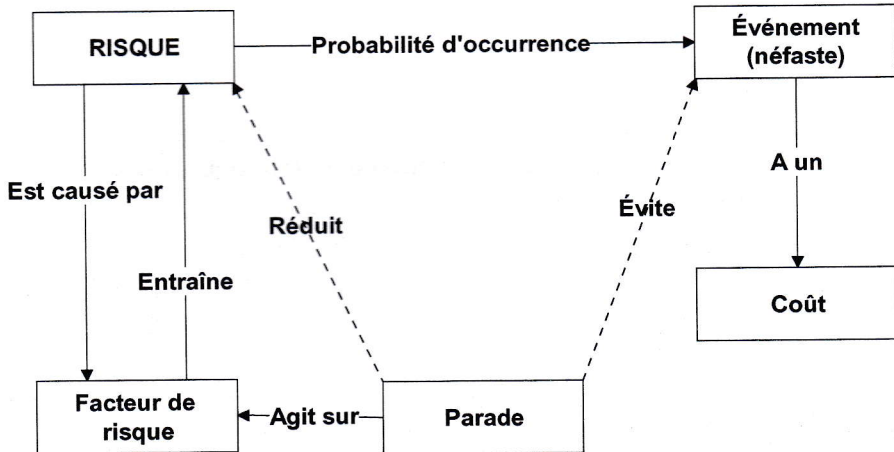 RISQUE
Probabilité d'occurrence
Événement
(néfaste)
Est causé par
Entraîne
Réduit
Évite
A un
Coût
Facteur de
risque
Agit sur
Parade